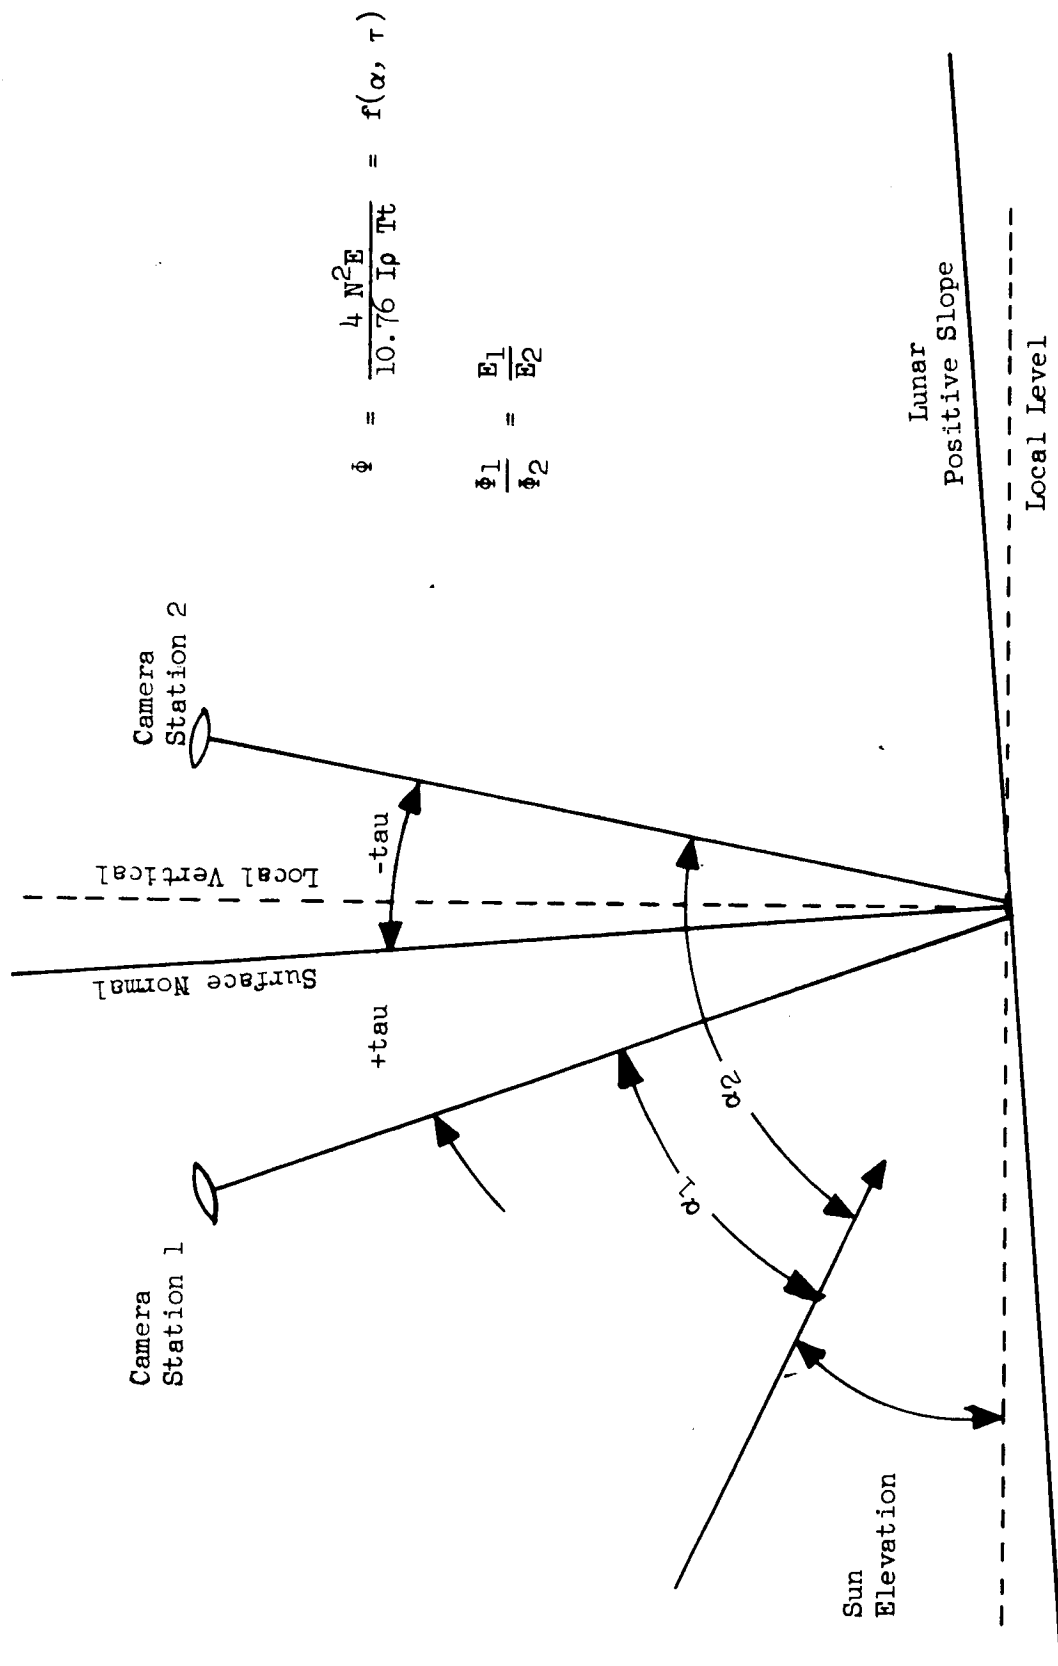 Camera
Station 1
Camera
Station 2
Surface Normal
Local Vertical
+tau
-tau
Φ = 4 N²E / 10.76 Iρ Tt = f(α, τ)
Φ1 / Φ2 = E1 / E2
α1
α2
Sun
Elevation
Lunar
Positive Slope
Local Level